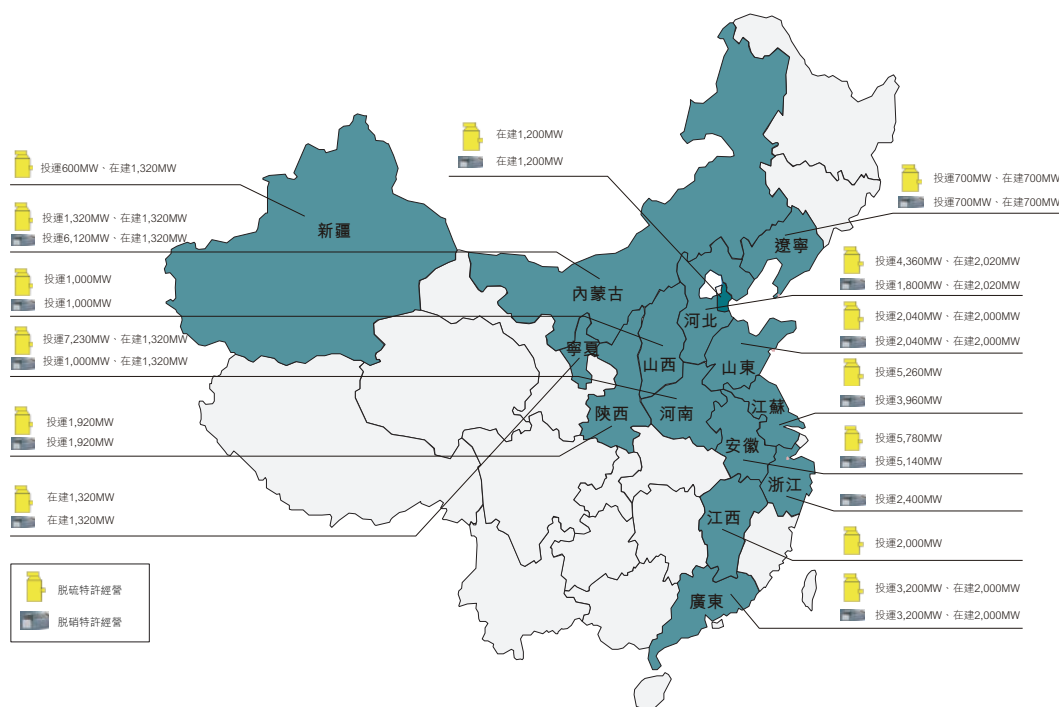 在建1,200MW
在建1,200MW
投運600MW、在建1,320MW
投運1,320MW、在建1,320MW
投運6,120MW、在建1,320MW
投運1,000MW
投運1,000MW
投運7,230MW、在建1,320MW
投運1,000MW、在建1,320MW
投運1,920MW
投運1,920MW
在建1,320MW
在建1,320MW
脱硫特許經營
脱硝特許經營
新疆
內蒙古
遼寧
河北
寧夏
山西
山東
陝西
河南
江蘇
安徽
浙江
江西
廣東
投運700MW、在建700MW
投運700MW、在建700MW
投運4,360MW、在建2,020MW
投運1,800MW、在建2,020MW
投運2,040MW、在建2,000MW
投運2,040MW、在建2,000MW
投運5,260MW
投運3,960MW
投運5,780MW
投運5,140MW
投運2,400MW
投運2,000MW
投運3,200MW、在建2,000MW
投運3,200MW、在建2,000MW